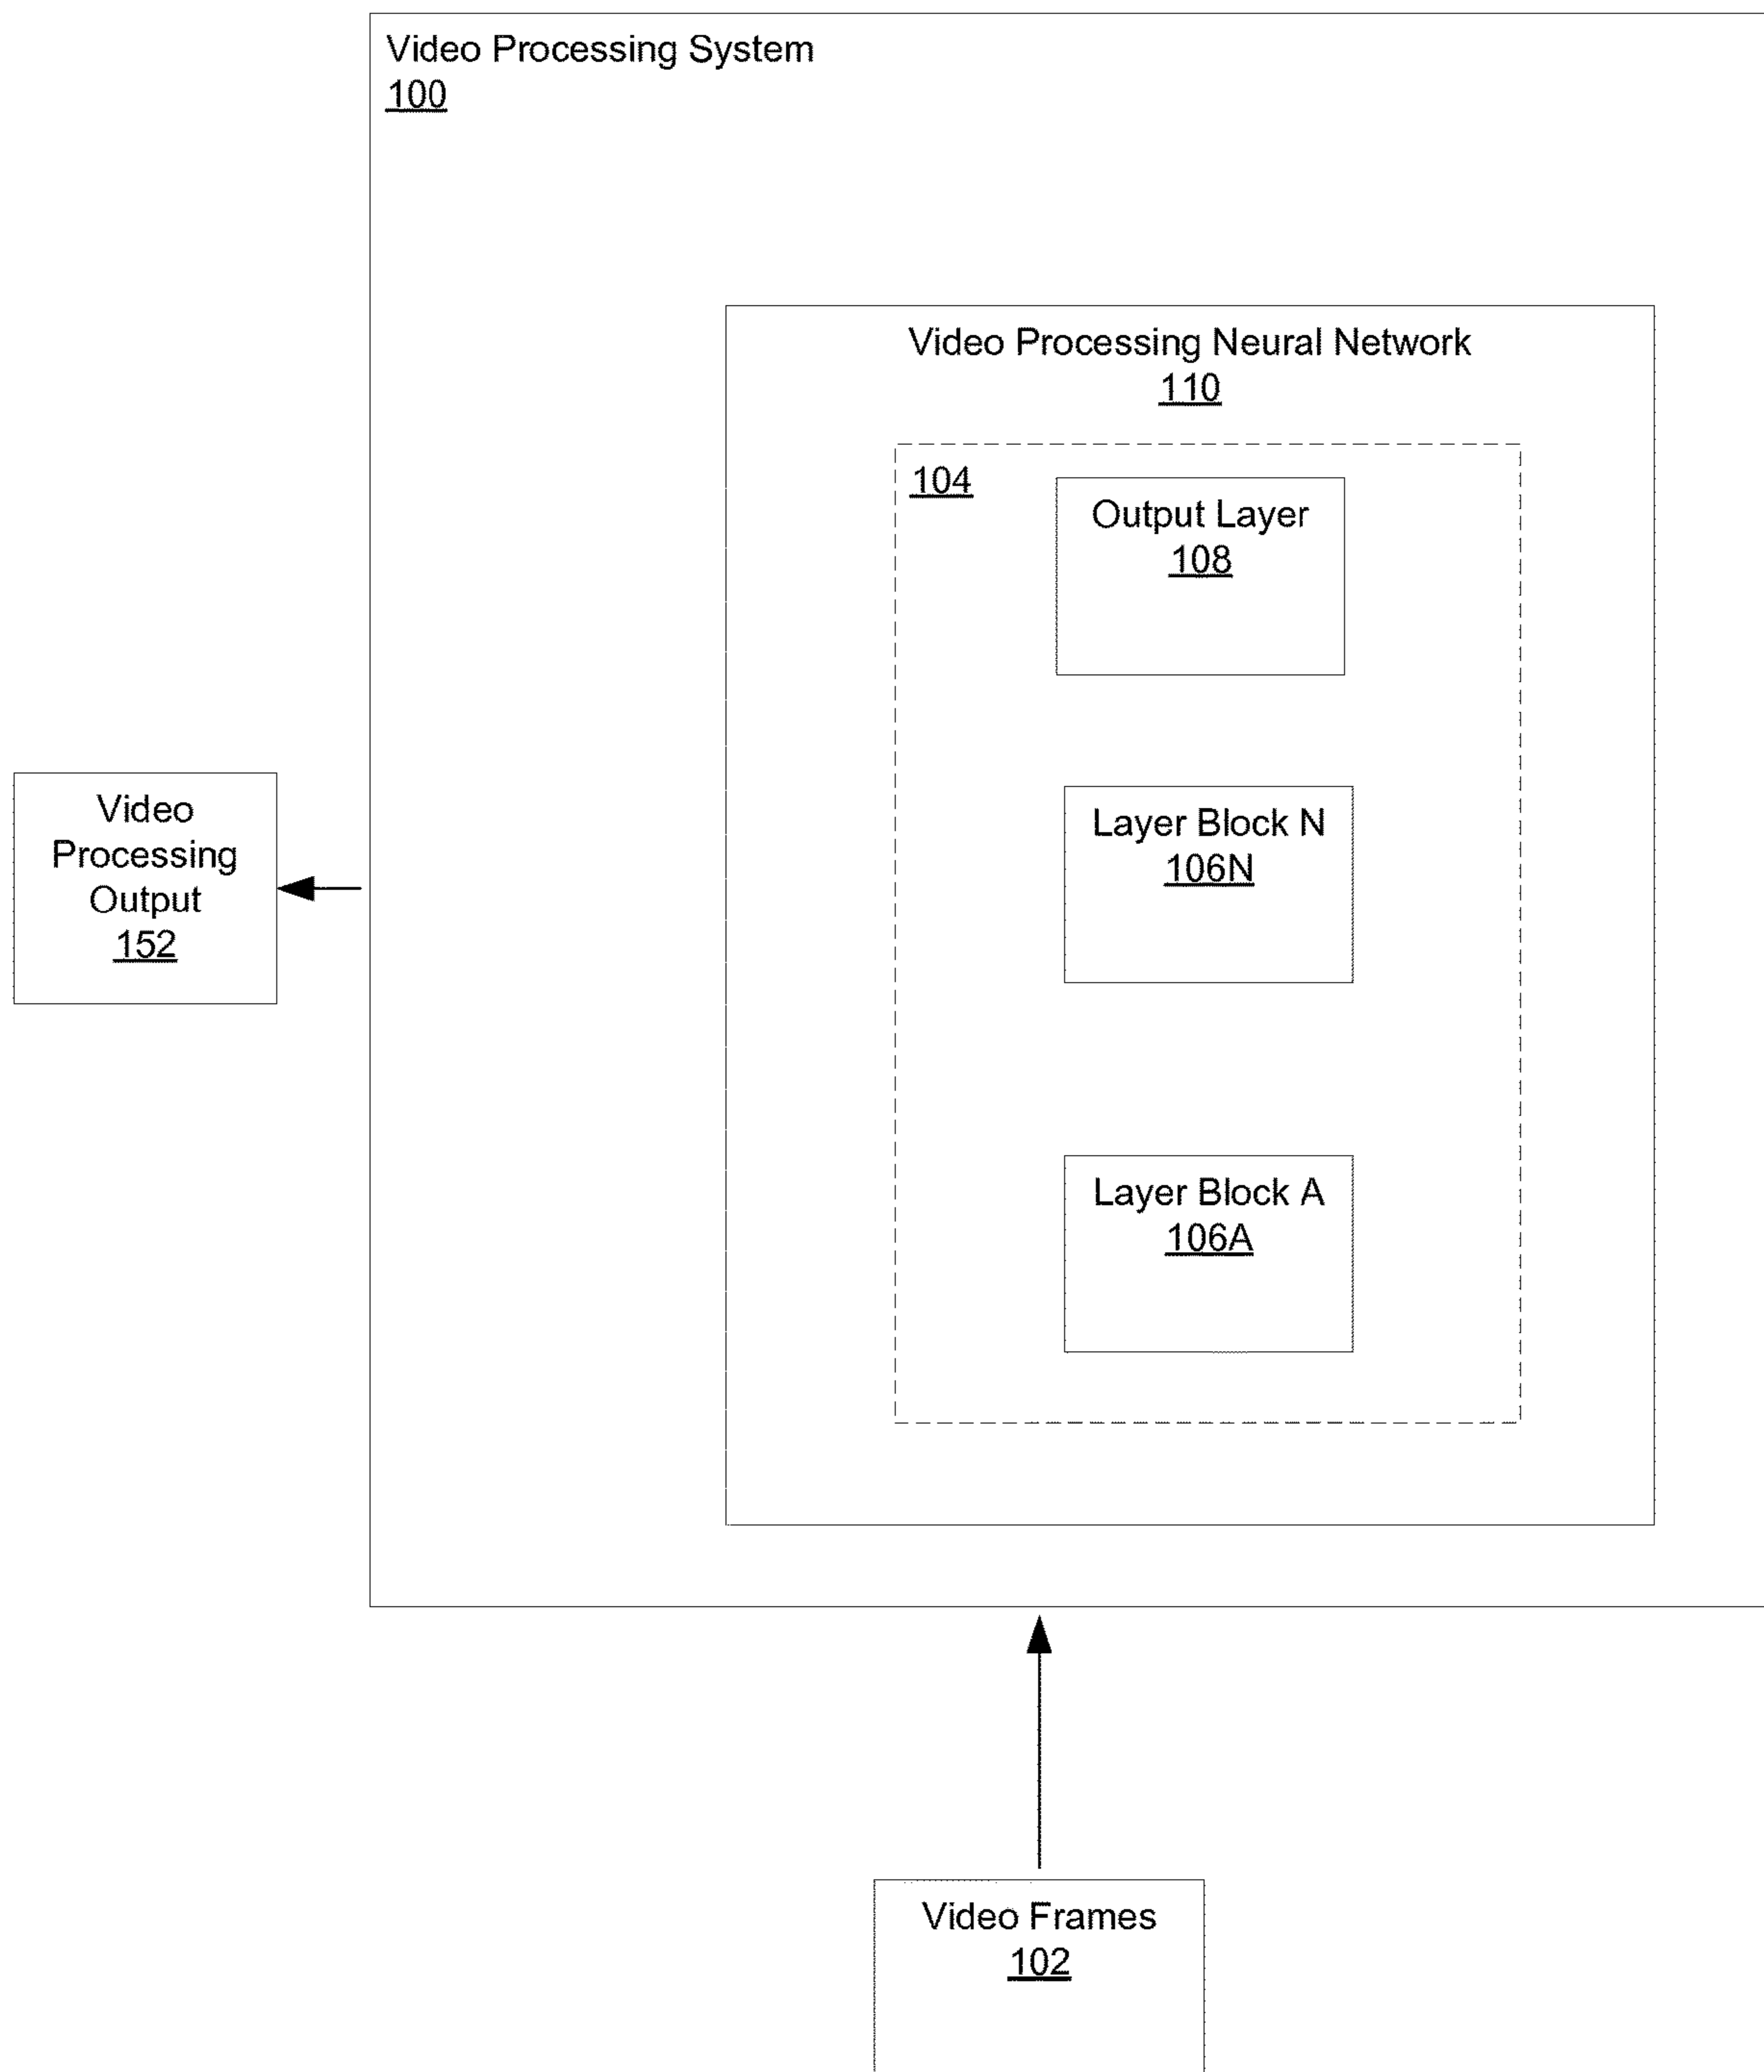 Video Processing System
100
Video Processing Neural Network
110
104
Output Layer
108
Layer Block N
106N
Layer Block A
106A
Video
Processing
Output
152
Video Frames
102